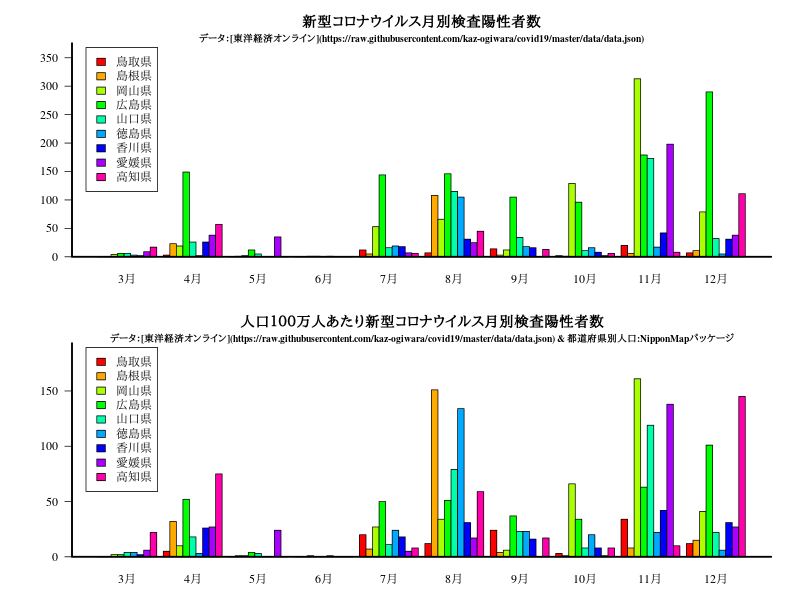 新型コロナウイルス月別検査陽性者数
データ:[東洋経済オンライン](https://raw.githubusercontent.com/kaz-ogiwara/covid19/master/data/data.json)
350
300
250
200
150
100
50
0
鳥取県
島根県
岡山県
広島県
山口県
徳島県
香川県
愛媛県
高知県
3月 4月 5月 6月 7月 8月 9月 10月 11月 12月
人口100万人あたり新型コロナウイルス月別検査陽性者数
データ:[東洋経済オンライン](https://raw.githubusercontent.com/kaz-ogiwara/covid19/master/data/data.json) & 都道府県別人口:NipponMapパッケージ
150
100
50
0
鳥取県
島根県
岡山県
広島県
山口県
徳島県
香川県
愛媛県
高知県
3月 4月 5月 6月 7月 8月 9月 10月 11月 12月